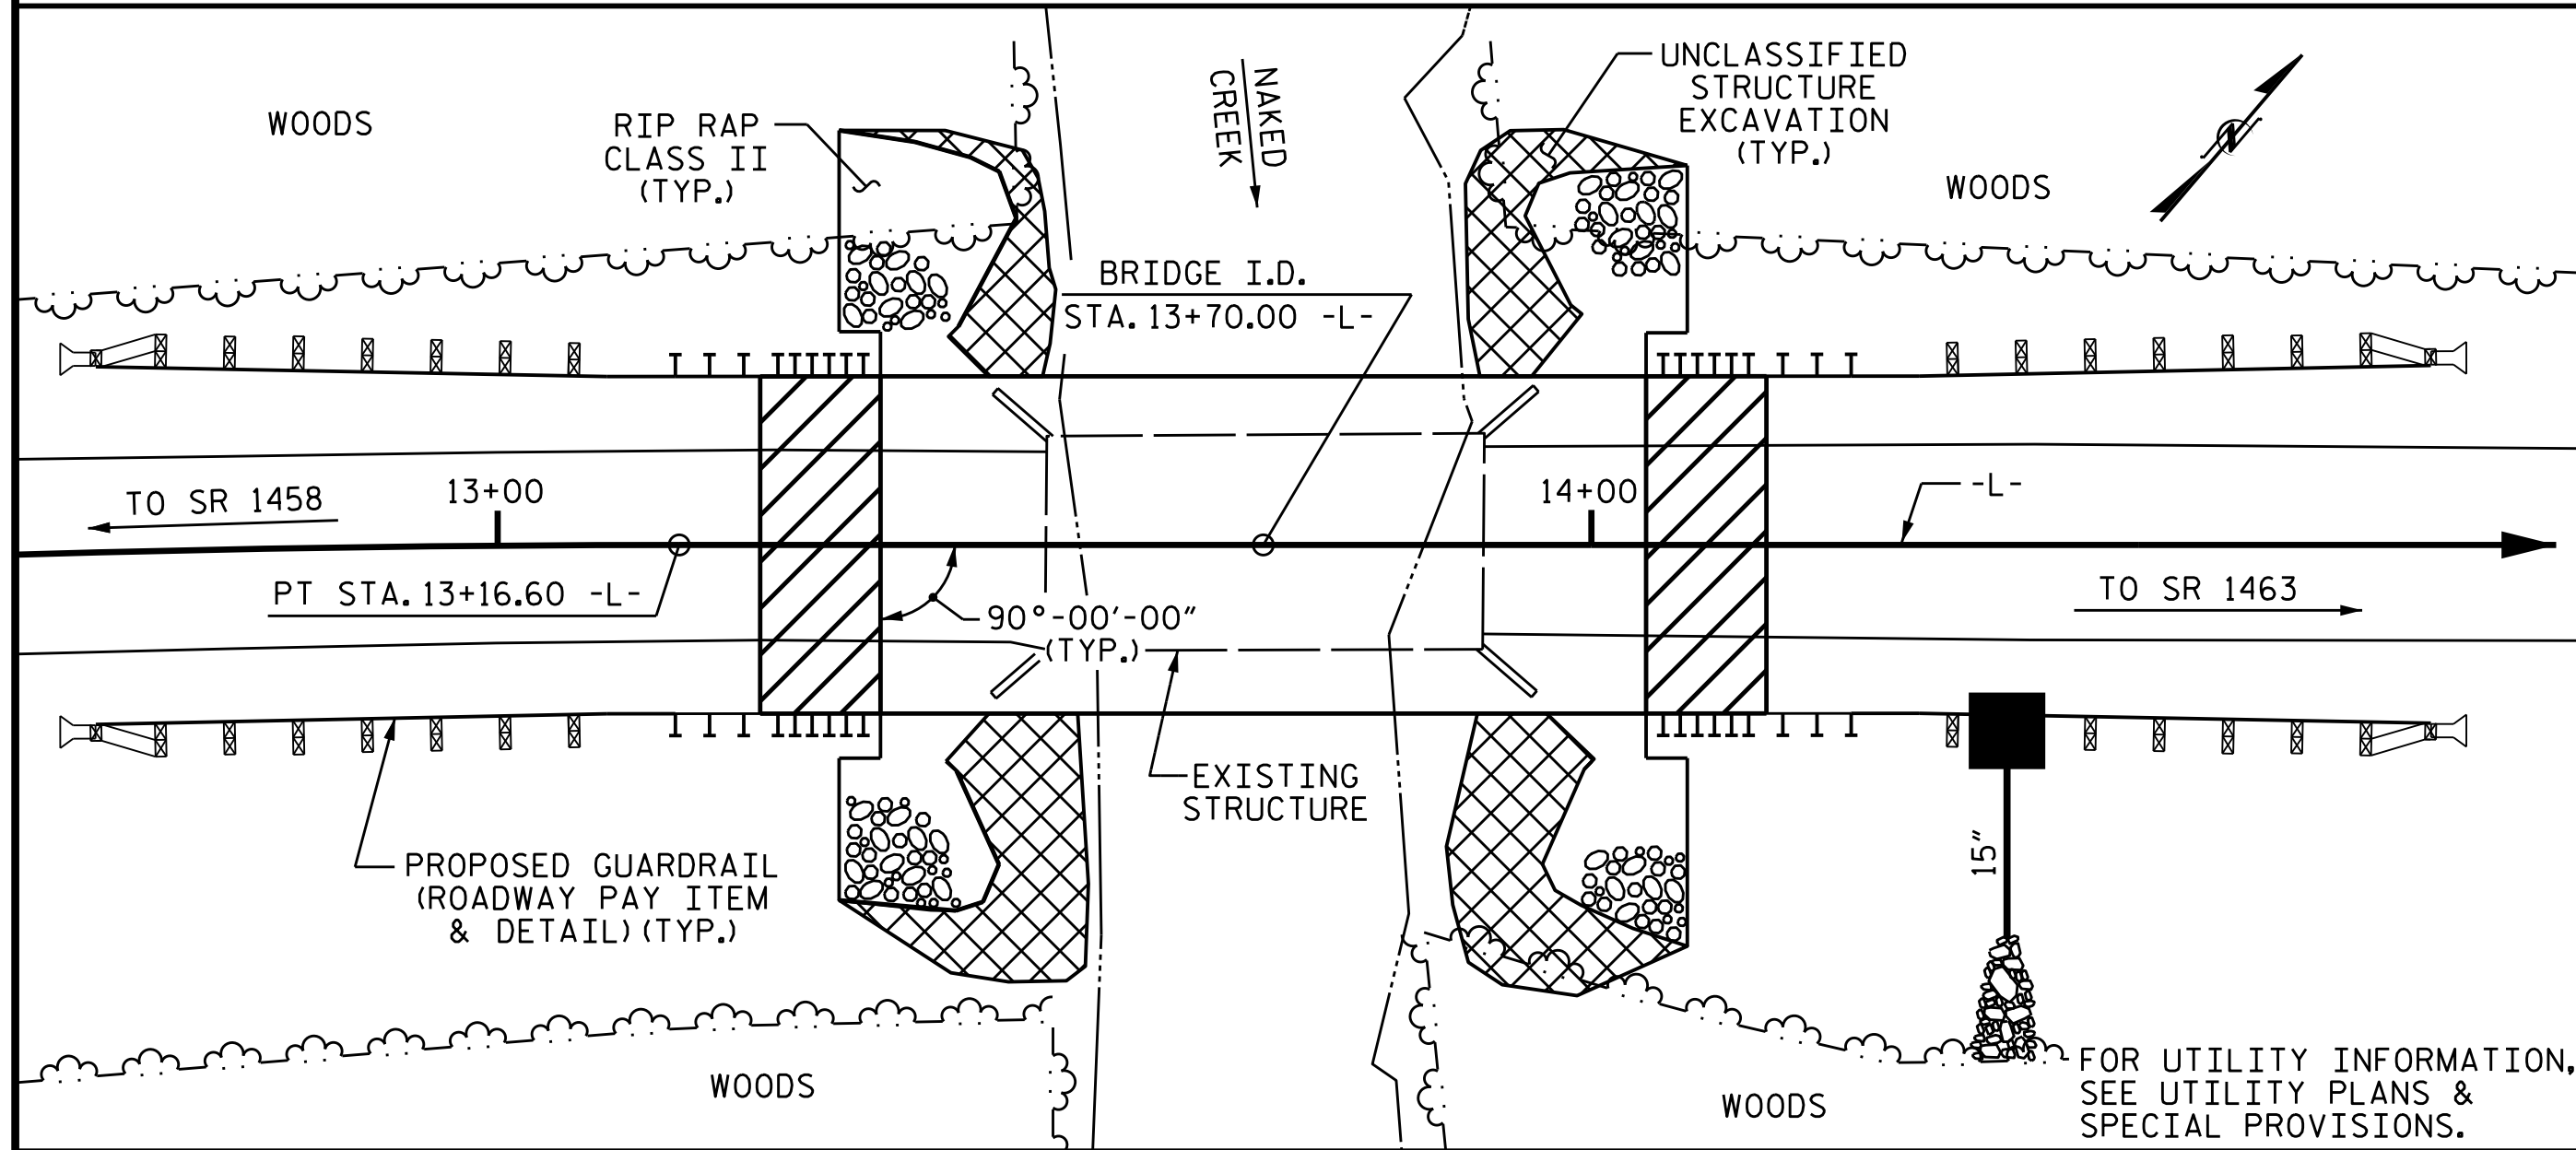 WOODS
RIP RAP
CLASS II
(TYP.)
NAKED
CREEK
UNCLASSIFIED
STRUCTURE
EXCAVATION
(TYP.)
WOODS
N
BRIDGE I.D.
STA. 13+70.00 -L-
TO SR 1458
13+00
14+00
-L-
PT STA. 13+16.60 -L-
90°-00'-00"
(TYP.)
TO SR 1463
EXISTING
STRUCTURE
PROPOSED GUARDRAIL
(ROADWAY PAY ITEM
& DETAIL) (TYP.)
15"
WOODS
WOODS
FOR UTILITY INFORMATION,
SEE UTILITY PLANS &
SPECIAL PROVISIONS.